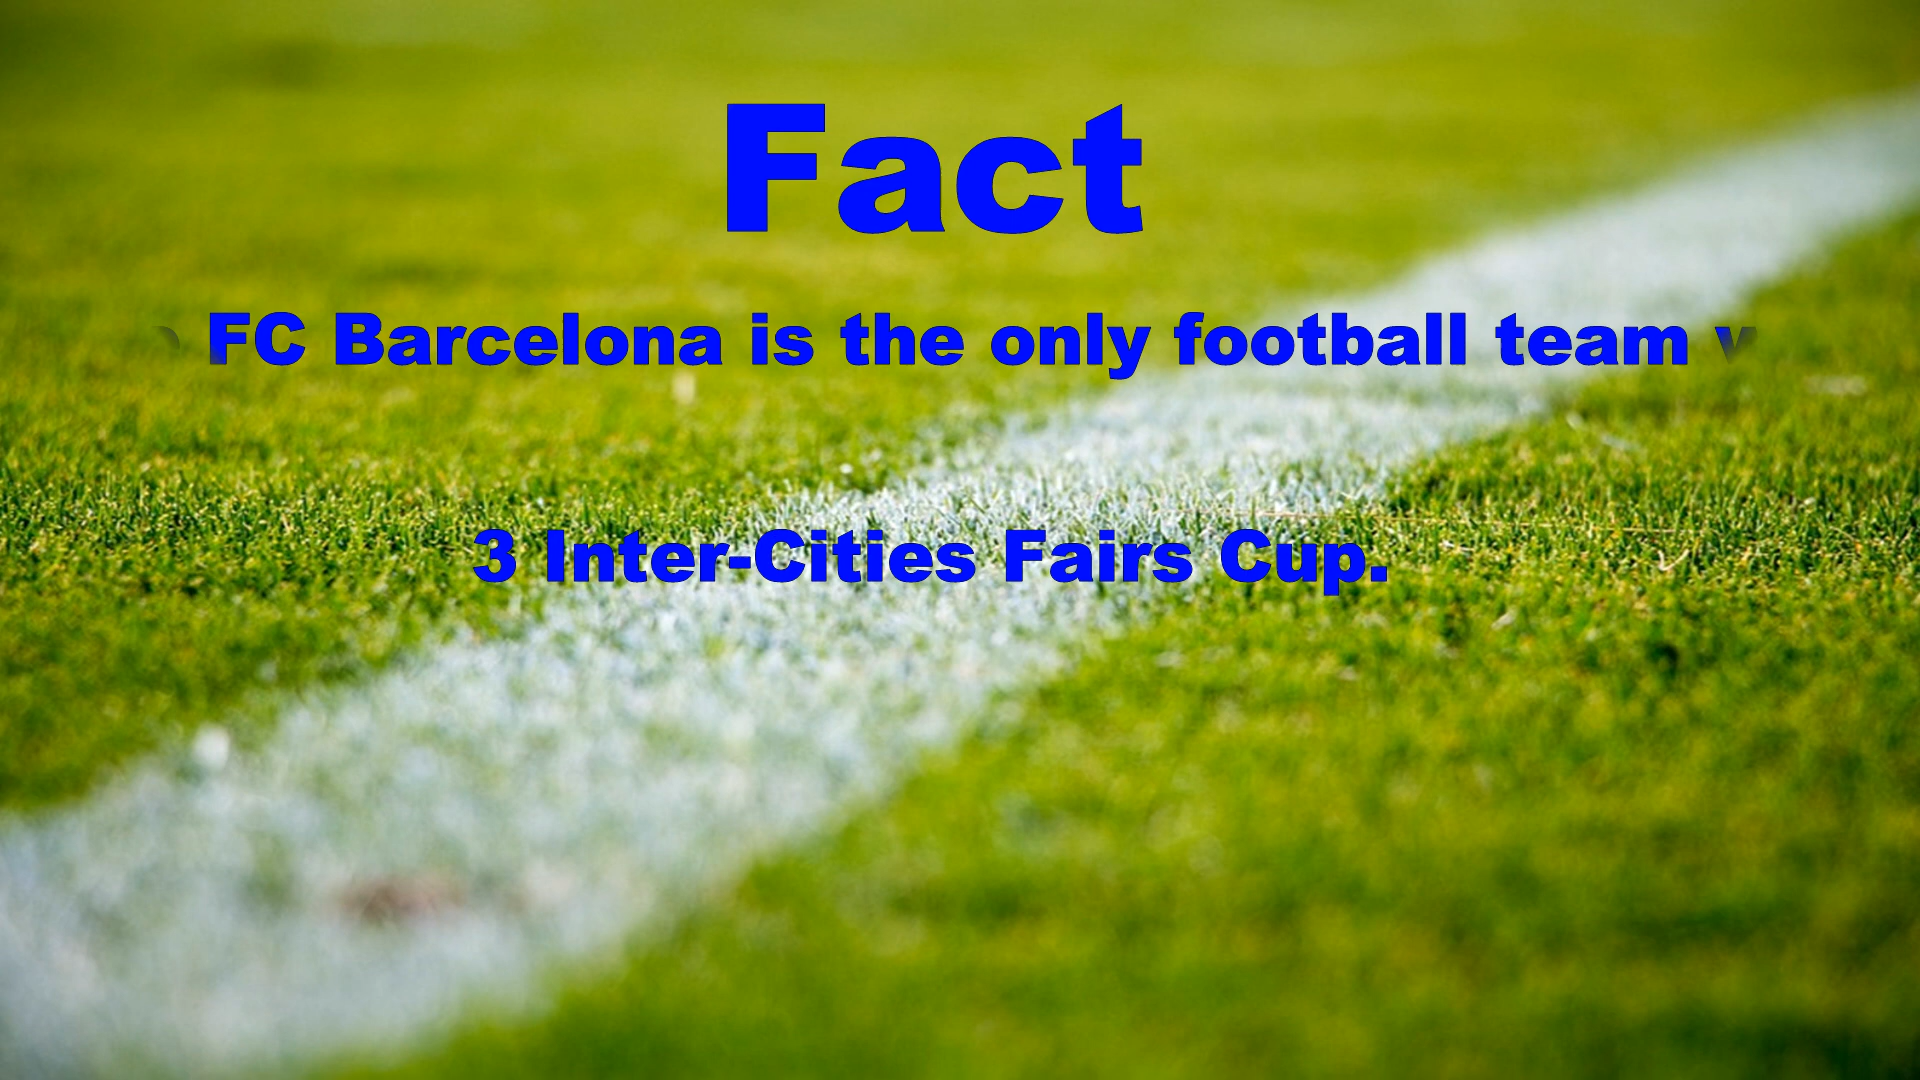 Fact
FC Barcelona is the only football team
3 Inter-Cities Fairs Cup.